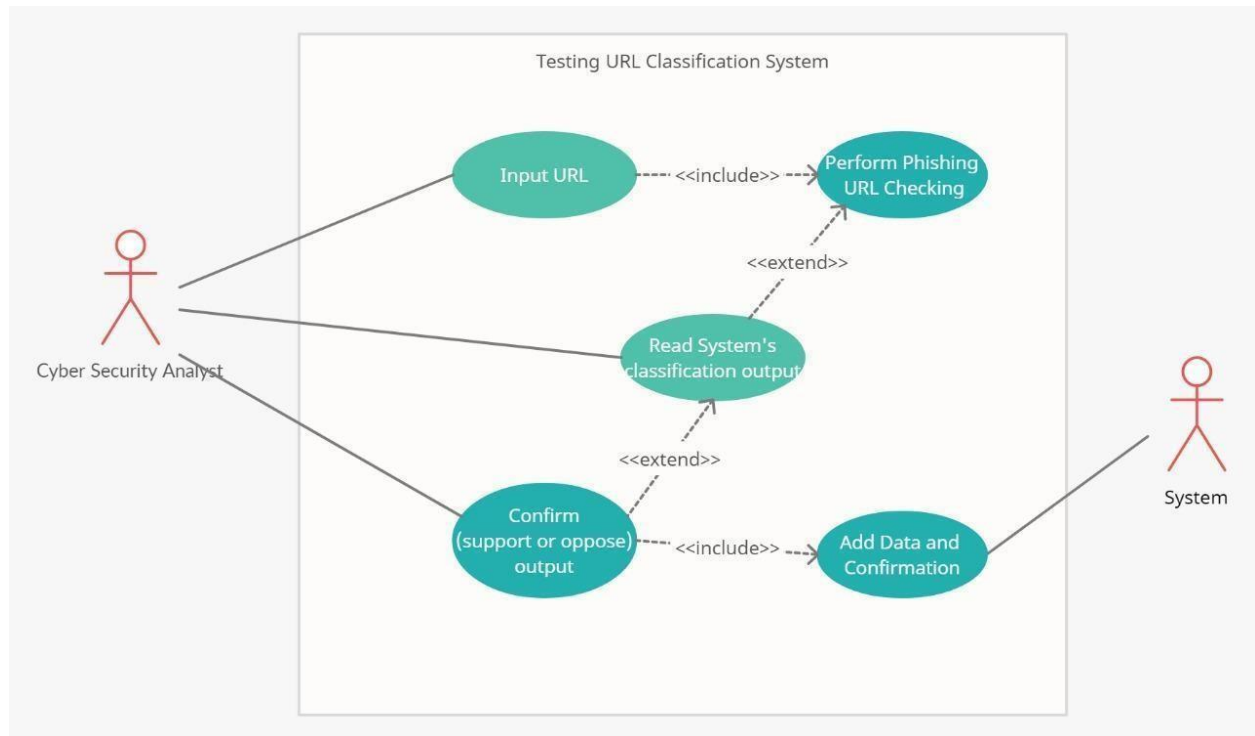 Testing URL Classification System
Input URL
<<include>>
Perform Phishing
URL Checking
<<extend>>
Read System's
classification output
Cyber Security Analyst
<<extend>>
System
Confirm
(support or oppose)
output
<<include>>
Add Data and
Confirmation